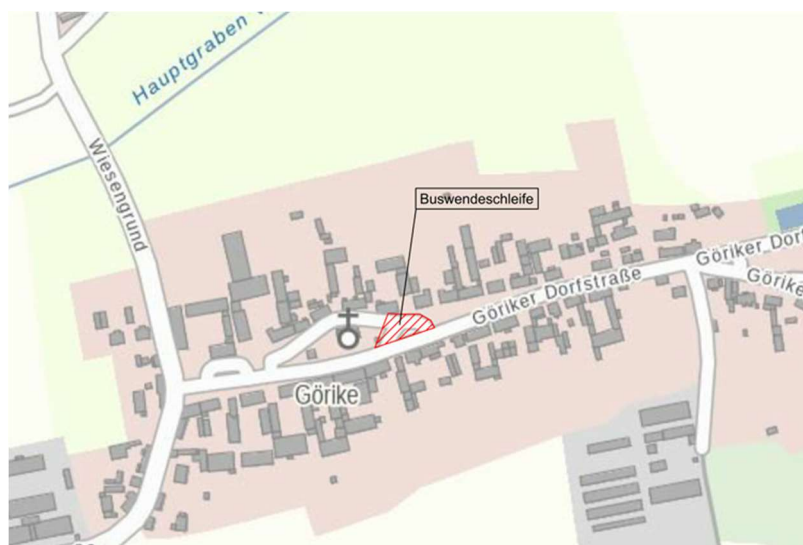 Hauptgraben
Wiesengrund
Buswendeschleife
Göriker Dorf
Göriker Dorfstraße
Görike
Görike